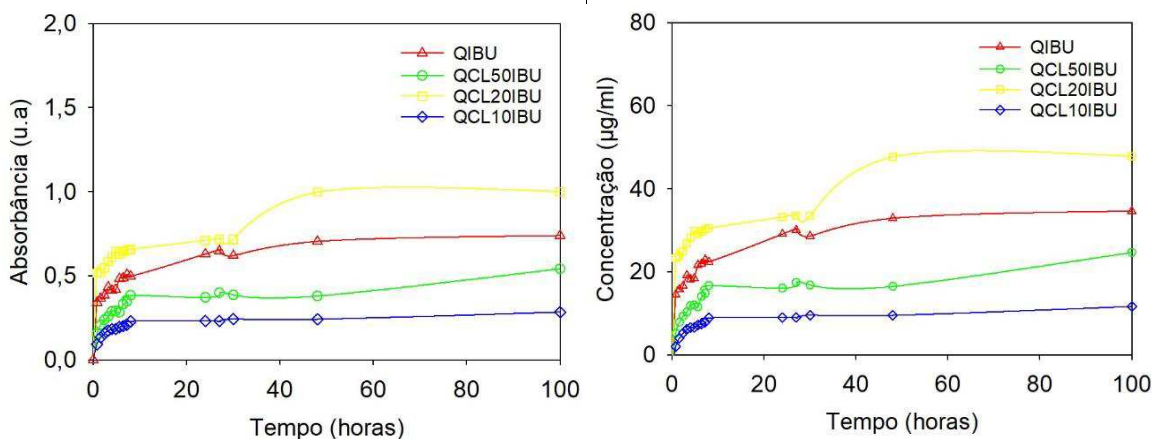 2,0
1,5
1,0
0,5
0,0
Absorbância (u.a)
QIBU
QCL50IBU
QCL20IBU
QCL10IBU
0 20 40 60 80 100
Tempo (horas)
80
60
40
20
0
Concentração (µg/ml)
QIBU
QCL50IBU
QCL20IBU
QCL10IBU
0 20 40 60 80 100
Tempo (horas)